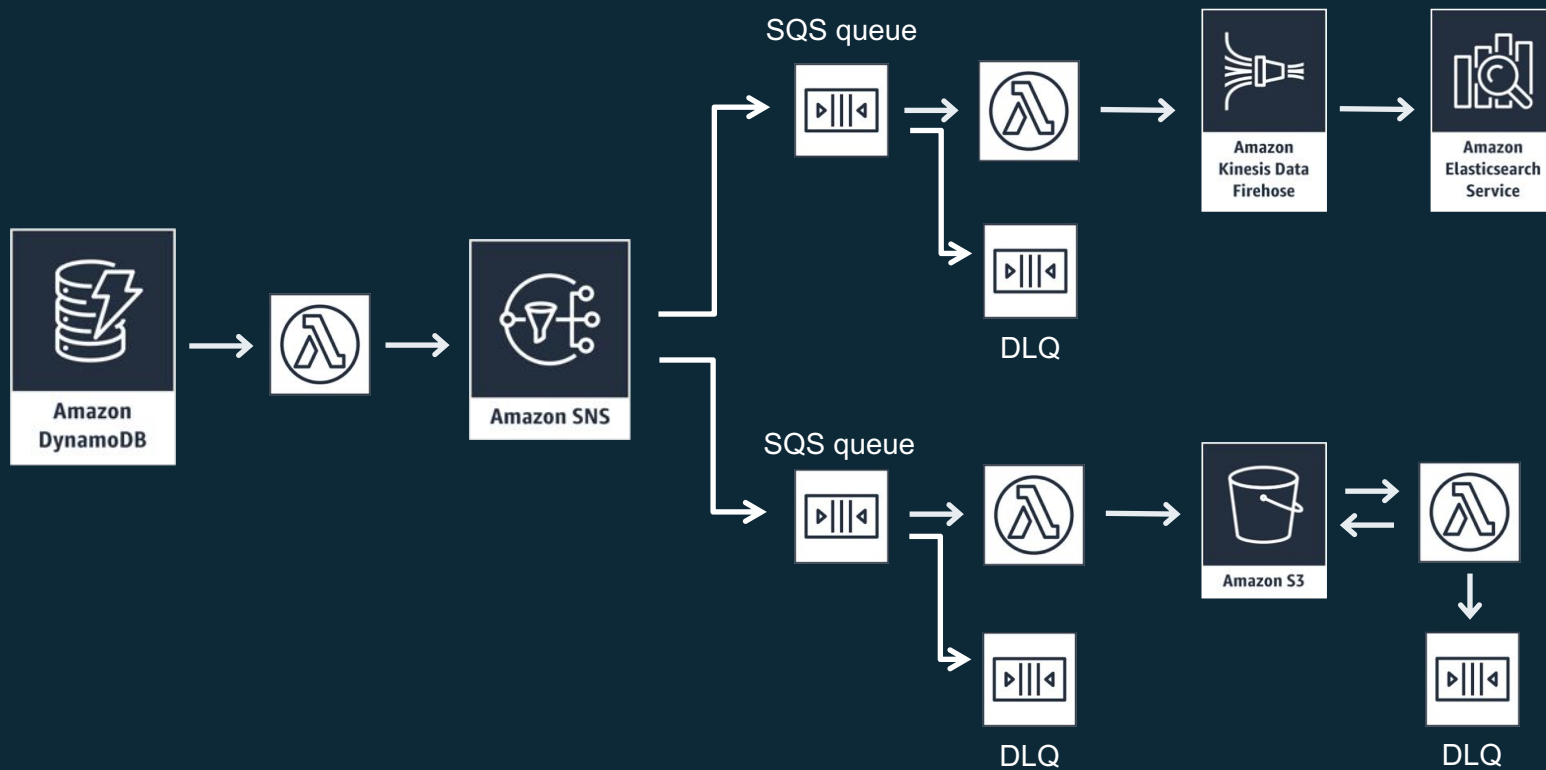 SQS queue
Amazon
Kinesis Data
Firehose
Amazon
Elasticsearch
Service
DLQ
Amazon
DynamoDB
Amazon SNS
SQS queue
Amazon S3
DLQ
DLQ